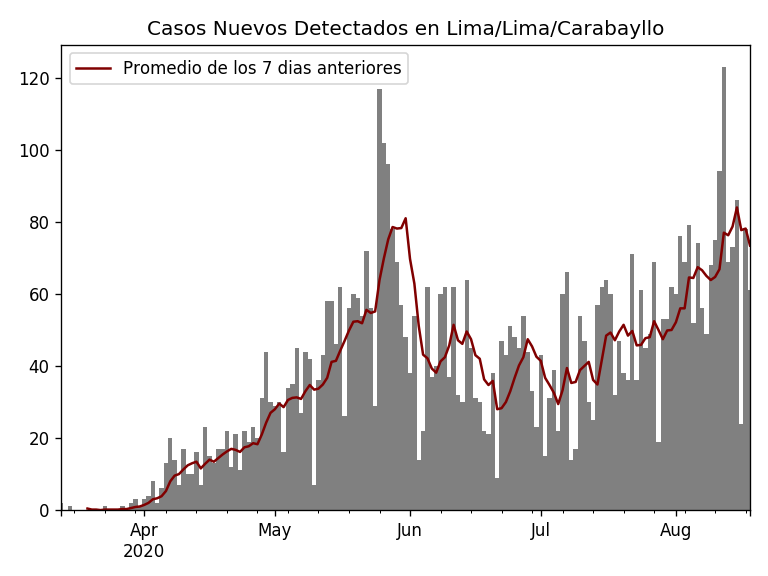 Casos Nuevos Detectados en Lima/Lima/Carabayllo
Promedio de los 7 dias anteriores
120
100
80
60
40
20
0
Apr May Jun Jul Aug
2020